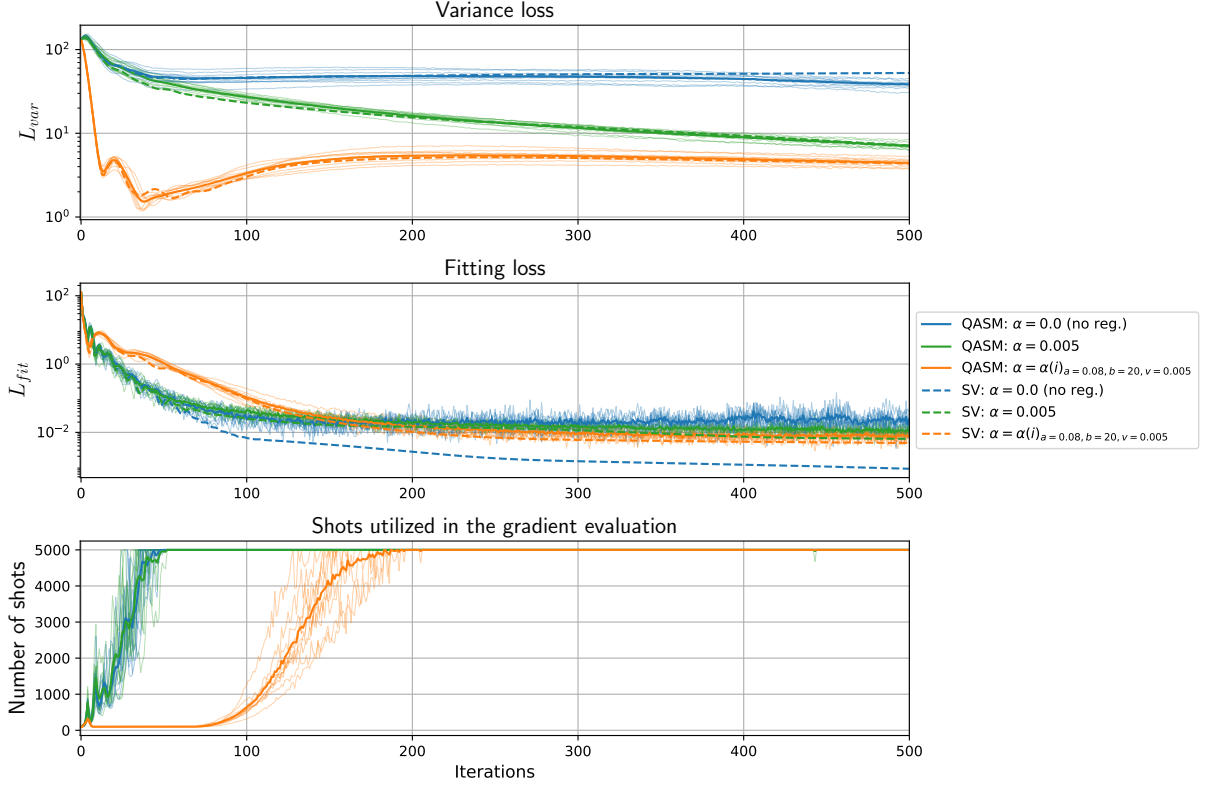 Variance loss
10²
10¹
10⁰
L_var
0 100 200 300 400 500
Fitting loss
10²
10⁰
10⁻²
L_fit
0 100 200 300 400 500
QASM: α = 0.0 (no reg.)
QASM: α = 0.005
QASM: α = α(i)_{a=0.08, b=20, v=0.005}
SV: α = 0.0 (no reg.)
SV: α = 0.005
SV: α = α(i)_{a=0.08, b=20, v=0.005}
Shots utilized in the gradient evaluation
5000
4000
3000
2000
1000
0
Number of shots
0 100 200 300 400 500
Iterations